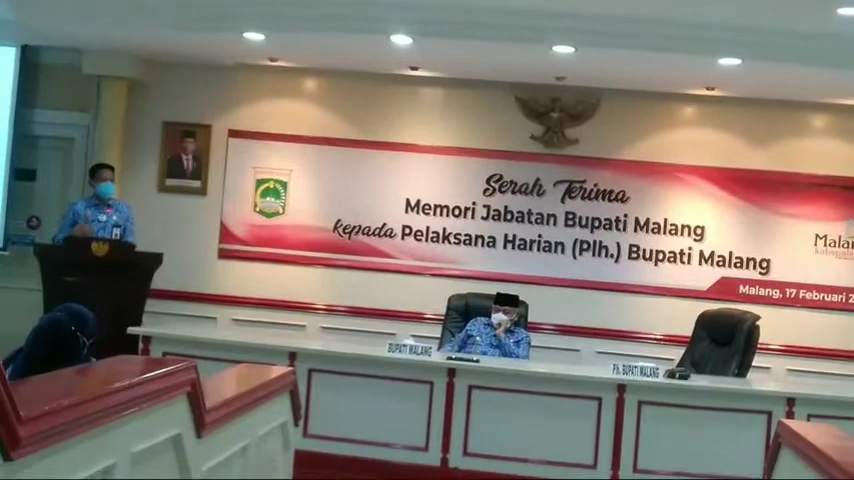 Serah Terima
Memori Jabatan Bupati Malang
kepada Pelaksana Harian (Plh.) Bupati Malang
Malang, 17 Februari 2
BUPATI MALANG
Plh. BUPATI MALANG